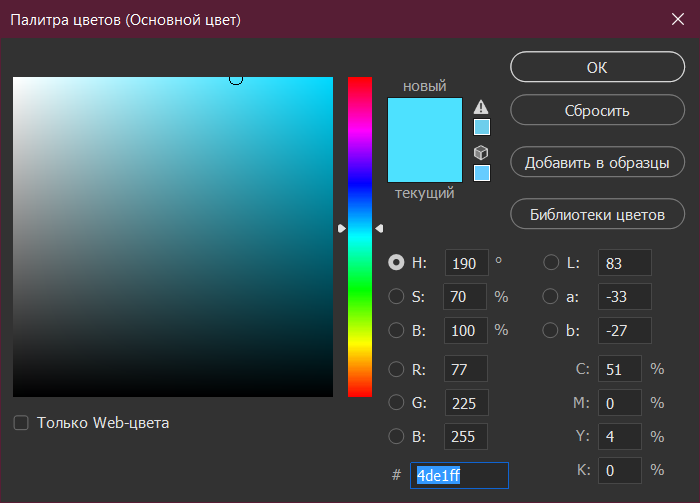 Палитра цветов (Основной цвет)
новый
текущий
ОК
Сбросить
Добавить в образцы
Библиотеки цветов
H: 190 °
L: 83
S: 70 %
a: -33
B: 100 %
b: -27
R: 77
C: 51 %
G: 225
M: 0 %
B: 255
Y: 4 %
# 4de1ff
K: 0 %
Только Web-цвета